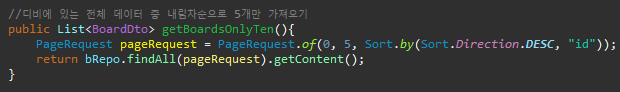 //디비에 있는 전체 데이터 중 내림차순으로 5개만 가져오기
public List<BoardDto> getBoardsOnlyTen(){
PageRequest pageRequest = PageRequest.of(0, 5, Sort.by(Sort.Direction.DESC, "id"));
return bRepo.findAll(pageRequest).getContent();
}